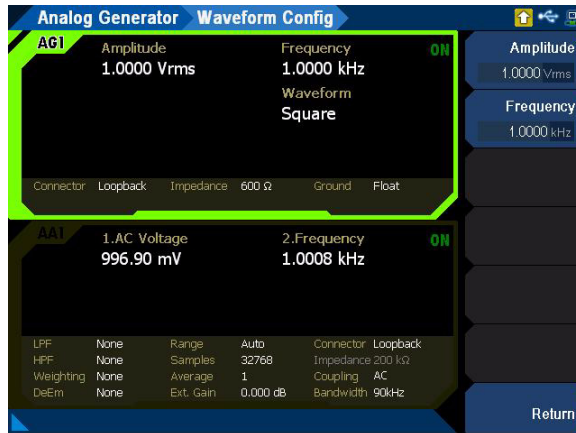 Analog Generator Waveform Config
AG1
Amplitude Frequency ON
1.0000 Vrms 1.0000 kHz
Waveform
Square
Connector Loopback Impedance 600 Ω Ground Float
AA1
1.AC Voltage 2.Frequency ON
996.90 mV 1.0008 kHz
LPF None Range Auto Connector Loopback
HPF None Samples 32768 Impedance 200 kΩ
Weighting None Average 1 Coupling AC
DeEm None Ext. Gain 0.000 dB Bandwidth 90kHz
Amplitude
1.0000 Vrms
Frequency
1.0000 kHz
Return